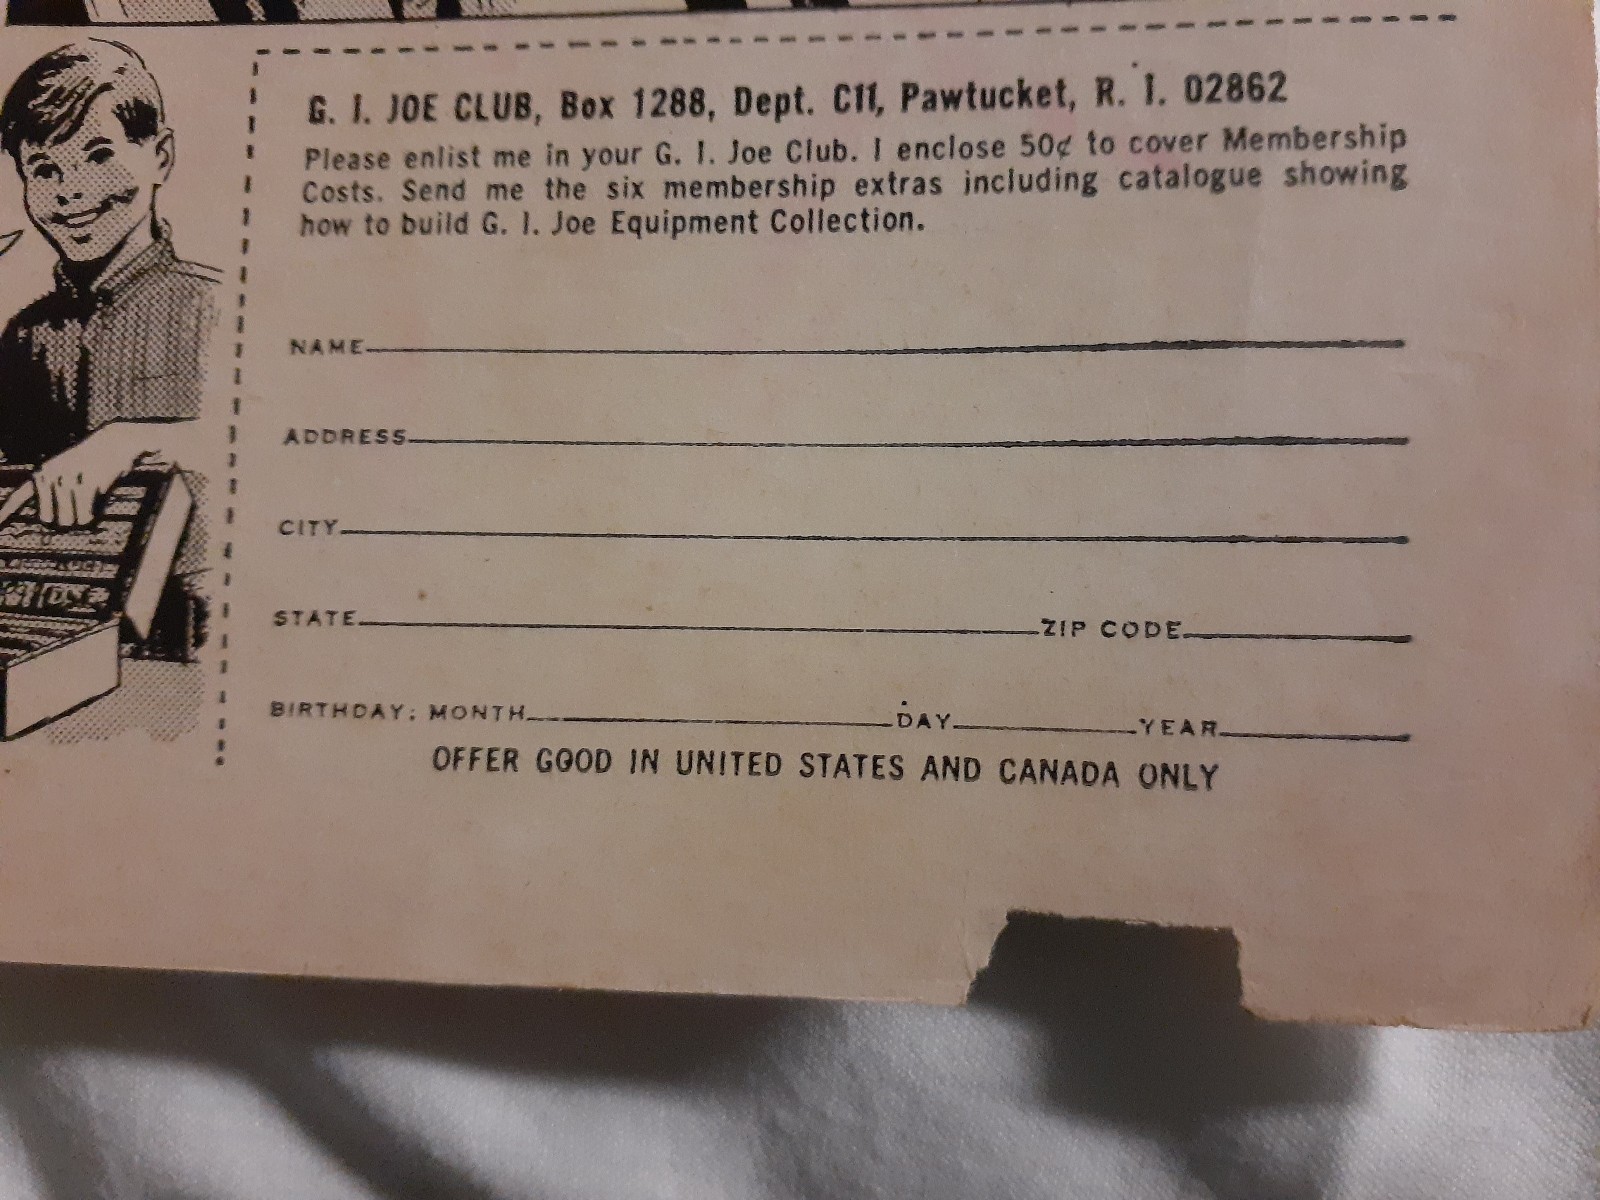 G. I. JOE CLUB, Box 1288, Dept. C11, Pawtucket, R. I. 02862
Please enlist me in your G. I. Joe Club. I enclose 50¢ to cover Membership
Costs. Send me the six membership extras including catalogue showing
how to build G. I. Joe Equipment Collection.
NAME
ADDRESS
CITY
STATE ZIP CODE
BIRTHDAY: MONTH DAY YEAR
OFFER GOOD IN UNITED STATES AND CANADA ONLY